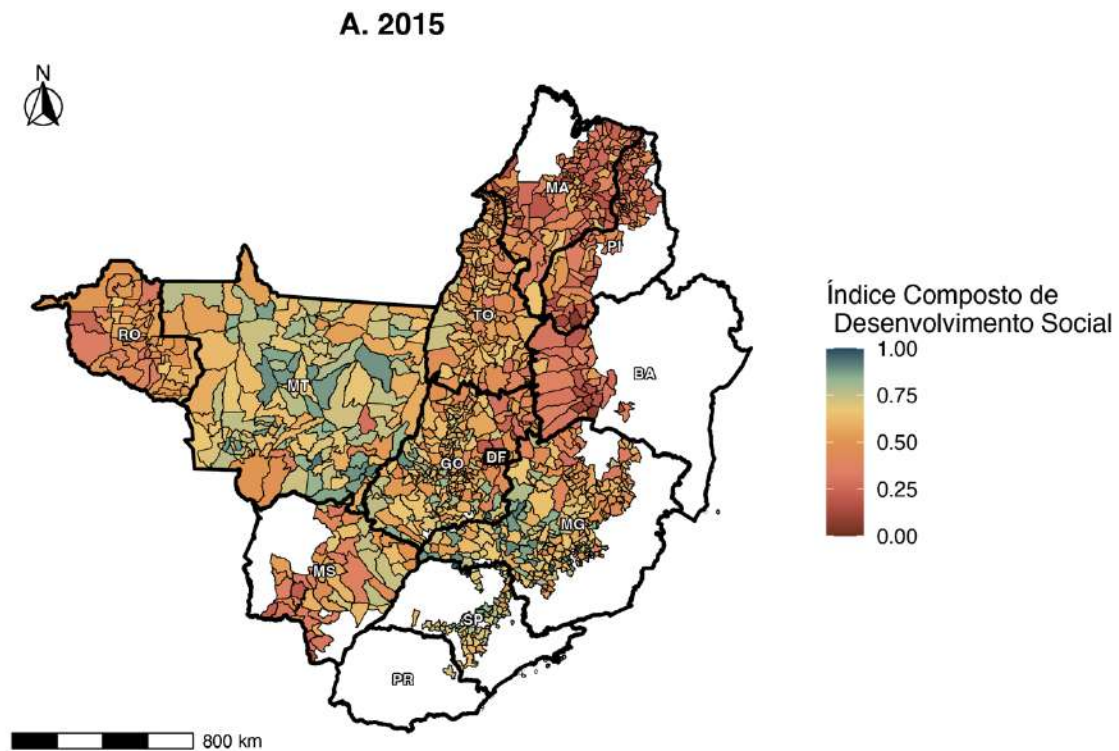 A. 2015
N
MA
PI
TO
RO
MT
BA
GO
DF
MG
MS
SP
PR
Índice Composto de
Desenvolvimento Social
1.00
0.75
0.50
0.25
0.00
800 km